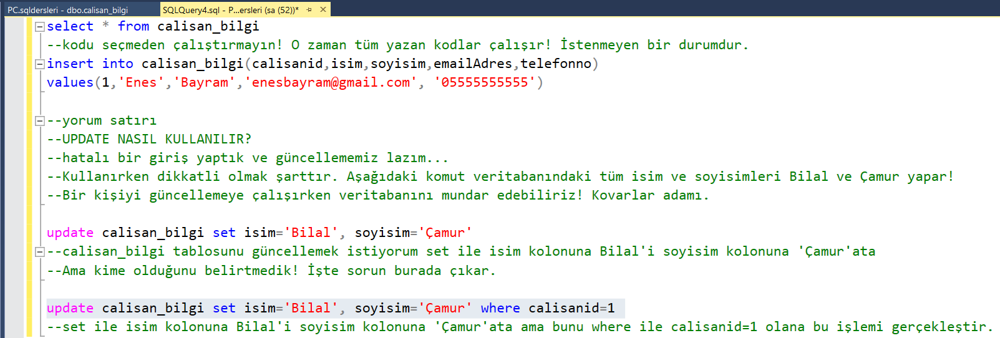 PC.sqldersleri - dbo.calisan_bilgi
SQLQuery4.sql - P...ersleri (sa (52))*
select * from calisan_bilgi
--kodu seçmeden çalıştırmayın! O zaman tüm yazan kodlar çalışır! İstenmeyen bir durumdur.
insert into calisan_bilgi(calisanid,isim,soyisim,emailAdres,telefonno)
values(1,'Enes','Bayram','enesbayram@gmail.com', '05555555555')
--yorum satırı
--UPDATE NASIL KULLANILIR?
--hatalı bir giriş yaptık ve güncellememiz lazım...
--Kullanırken dikkatli olmak şarttır. Aşağıdaki komut veritabanındaki tüm isim ve soyisimleri Bilal ve Çamur yapar!
--Bir kişiyi güncellemeye çalışırken veritabanını mundar edebiliriz! Kovarlar adamı.
update calisan_bilgi set isim='Bilal', soyisim='Çamur'
--calisan_bilgi tablosunu güncellemek istiyorum set ile isim kolonuna Bilal'i soyisim kolonuna 'Çamur'ata
--Ama kime olduğunu belirtmedik! İşte sorun burada çıkar.
update calisan_bilgi set isim='Bilal', soyisim='Çamur' where calisanid=1
--set ile isim kolonuna Bilal'i soyisim kolonuna 'Çamur'ata ama bunu where ile calisanid=1 olana bu işlemi gerçekleştir.